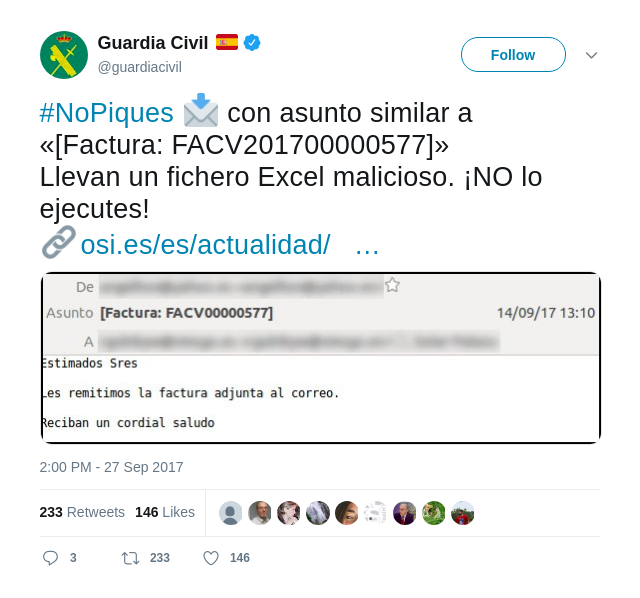 Guardia Civil
@guardiacivil
Follow
#NoPiques con asunto similar a
«[Factura: FACV201700000577]»
Llevan un fichero Excel malicioso. ¡NO lo
ejecutes!
osi.es/es/actualidad/ …
De
Asunto [Factura: FACV00000577] 14/09/17 13:10
A
Estimados Sres
Les remitimos la factura adjunta al correo.
Reciban un cordial saludo
2:00 PM - 27 Sep 2017
233 Retweets 146 Likes
3 233 146